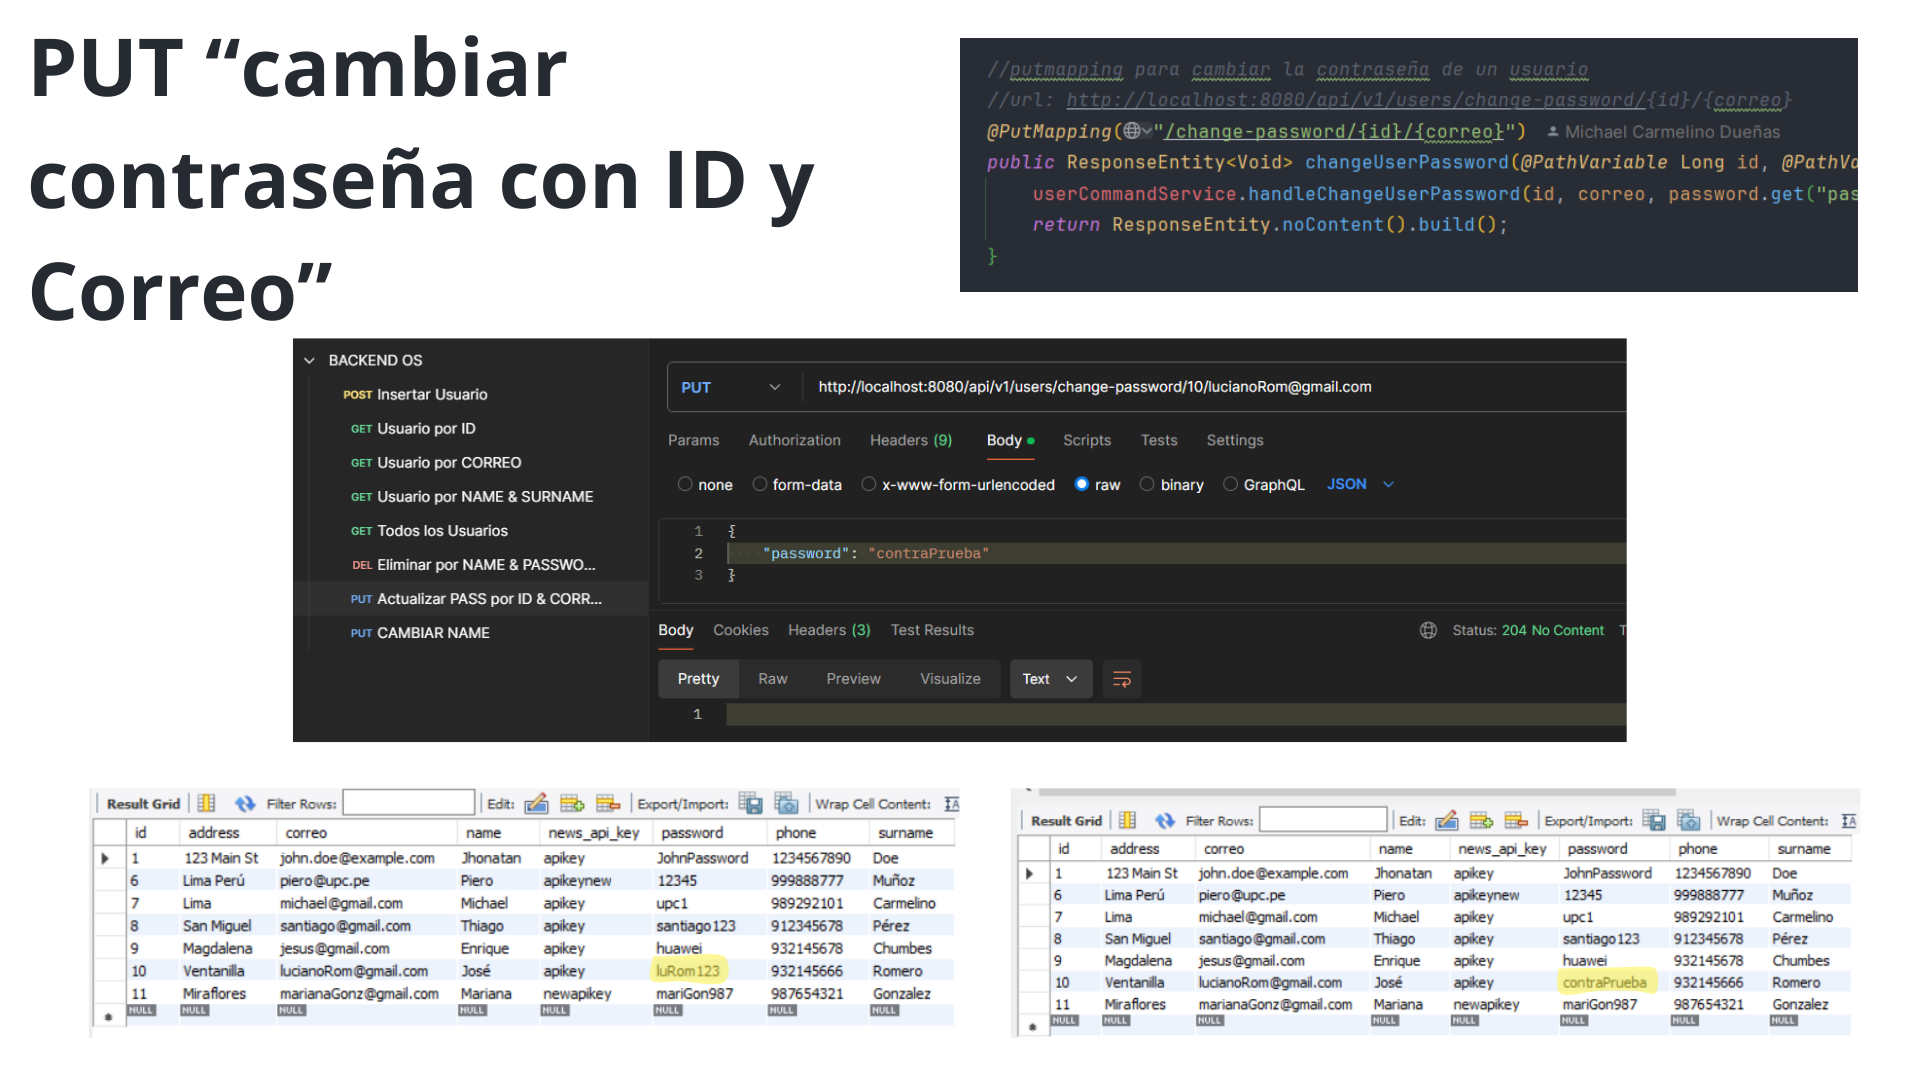 PUT “cambiar
contraseña con ID y
Correo”
//putmapping para cambiar la contraseña de un usuario
//url: http://localhost:8080/api/v1/users/change-password/{id}/{correo}
@PutMapping("/change-password/{id}/{correo}") Michael Carmelino Dueñas
public ResponseEntity<Void> changeUserPassword(@PathVariable Long id, @PathVa
userCommandService.handleChangeUserPassword(id, correo, password.get("pas
return ResponseEntity.noContent().build();
}
BACKEND OS
POST Insertar Usuario
GET Usuario por ID
GET Usuario por CORREO
GET Usuario por NAME & SURNAME
GET Todos los Usuarios
DEL Eliminar por NAME & PASSWO...
PUT Actualizar PASS por ID & CORR...
PUT CAMBIAR NAME
PUT http://localhost:8080/api/v1/users/change-password/10/lucianoRom@gmail.com
Params Authorization Headers (9) Body Scripts Tests Settings
none form-data x-www-form-urlencoded raw binary GraphQL JSON
1 {
2 "password": "contraPrueba"
3 }
Body Cookies Headers (3) Test Results Status: 204 No Content T
Pretty Raw Preview Visualize Text
1
Result Grid Filter Rows: Edit: Export/Import: Wrap Cell Content: IA
id address correo name news_api_key password phone surname
1 123 Main St john.doe@example.com Jhonatan apikey JohnPassword 1234567890 Doe
6 Lima Perú piero@upc.pe Piero apikeynew 12345 999888777 Muñoz
7 Lima michael@gmail.com Michael apikey upc1 989292101 Carmelino
8 San Miguel santiago@gmail.com Thiago apikey santiago123 912345678 Pérez
9 Magdalena jesus@gmail.com Enrique apikey huawei 932145678 Chumbes
10 Ventanilla lucianoRom@gmail.com José apikey luRom123 932145666 Romero
11 Miraflores marianaGonz@gmail.com Mariana newapikey mariGon987 987654321 Gonzalez
NULL NULL NULL NULL NULL NULL NULL NULL
Result Grid Filter Rows: Edit: Export/Import: Wrap Cell Content: IA
id address correo name news_api_key password phone surname
1 123 Main St john.doe@example.com Jhonatan apikey JohnPassword 1234567890 Doe
6 Lima Perú piero@upc.pe Piero apikeynew 12345 999888777 Muñoz
7 Lima michael@gmail.com Michael apikey upc1 989292101 Carmelino
8 San Miguel santiago@gmail.com Thiago apikey santiago123 912345678 Pérez
9 Magdalena jesus@gmail.com Enrique apikey huawei 932145678 Chumbes
10 Ventanilla lucianoRom@gmail.com José apikey contraPrueba 932145666 Romero
11 Miraflores marianaGonz@gmail.com Mariana newapikey mariGon987 987654321 Gonzalez
NULL NULL NULL NULL NULL NULL NULL NULL